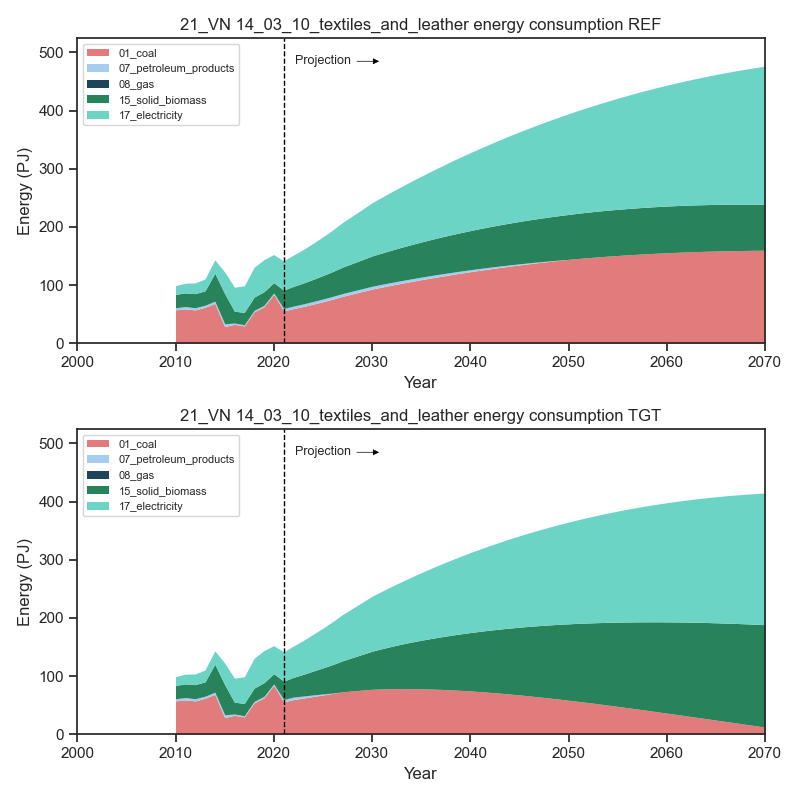 21_VN 14_03_10_textiles_and_leather energy consumption REF
500
400
300
200
100
0
Energy (PJ)
01_coal
07_petroleum_products
08_gas
15_solid_biomass
17_electricity
Projection
2000 2010 2020 2030 2040 2050 2060 2070
Year
21_VN 14_03_10_textiles_and_leather energy consumption TGT
500
400
300
200
100
0
Energy (PJ)
01_coal
07_petroleum_products
08_gas
15_solid_biomass
17_electricity
Projection
2000 2010 2020 2030 2040 2050 2060 2070
Year